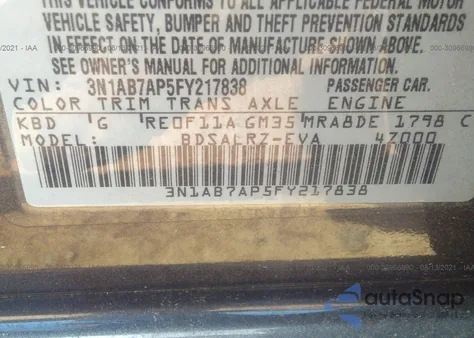 THIS VEHICLE CONFORMS TO ALL APPLICABLE FEDERAL MOTOR
VEHICLE SAFETY, BUMPER AND THEFT PREVENTION STANDARDS
IN EFFECT ON THE DATE OF MANUFACTURE SHOWN ABOVE.
SEE OWNER'S MANUAL FOR ADDITIONAL INFORMATION.
VIN: 3N1AB7AP5FY217838 PASSENGER CAR.
COLOR TRIM TRANS AXLE ENGINE
KBD G RE0F11A GM35 MRA8DE 1798 C
MODEL: BDSALRZ-EVA 47000
3N1AB7AP5FY217838
autoSnap